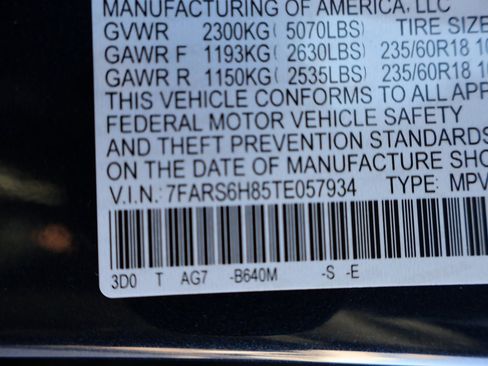 MANUFACTURING OF AMERICA, LLC
GVWR 2300KG( 5070LBS) TIRE SIZE
GAWR F 1193KG( 2630LBS) 235/60R18 10
GAWR R 1150KG( 2535LBS) 235/60R18 10
THIS VEHICLE CONFORMS TO ALL APP
FEDERAL MOTOR VEHICLE SAFETY
AND THEFT PREVENTION STANDARDS
ON THE DATE OF MANUFACTURE SHO
V.I.N.: 7FARS6H85TE057934 TYPE: MPV
3D0 T AG7 -B640M -S -E